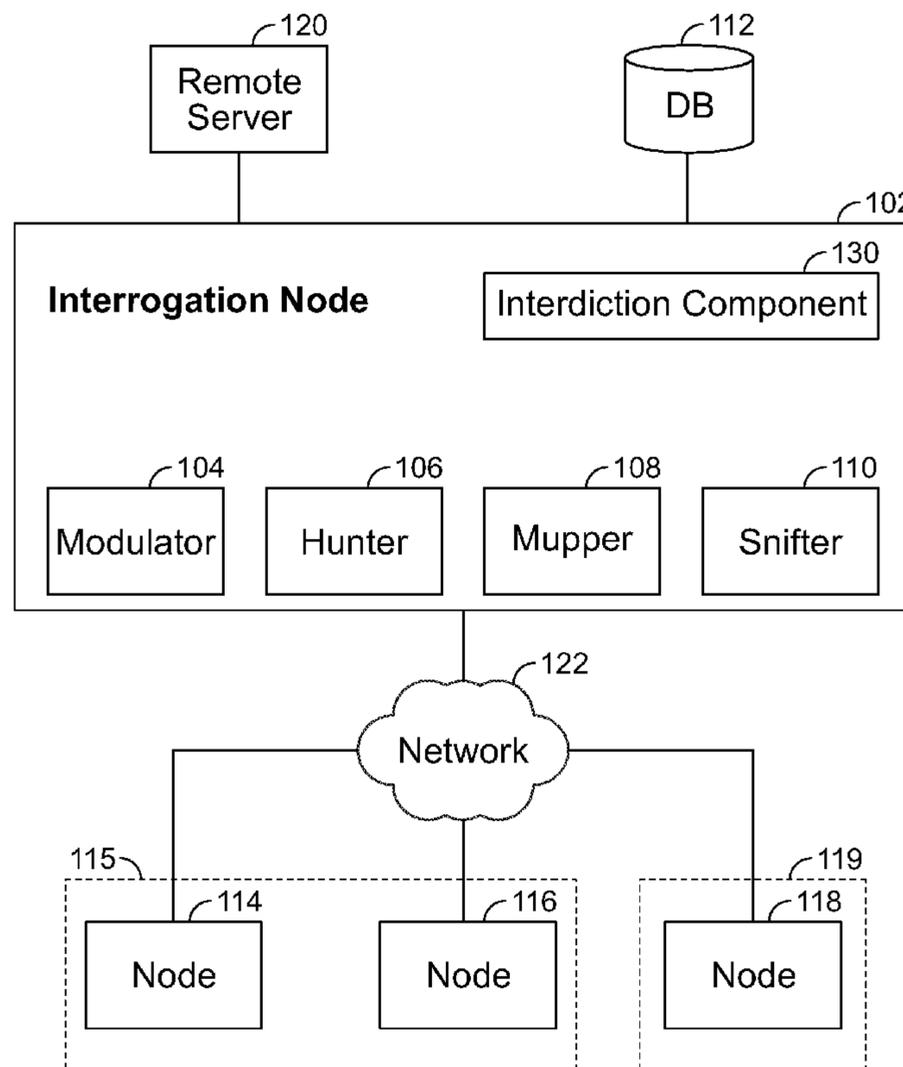 120
112
Remote
Server
DB
102
130
Interrogation Node
Interdiction Component
104
106
108
110
Modulator
Hunter
Mupper
Snifter
122
Network
115
119
114
116
118
Node
Node
Node